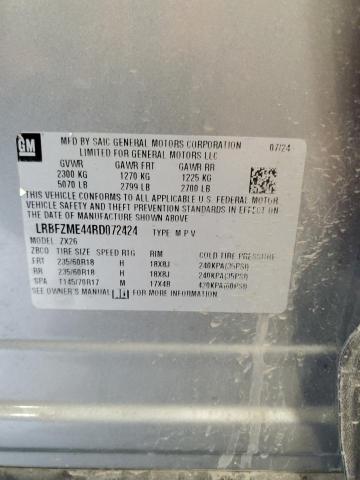 GM
MFD BY SAIC GENERAL MOTORS CORPORATION 07/24
LIMITED FOR GENERAL MOTORS LLC
GVWR GAWR FRT GAWR RR
2300 KG 1270 KG 1225 KG
5070 LB 2799 LB 2700 LB
THIS VEHICLE CONFORMS TO ALL APPLICABLE U.S. FEDERAL MOTOR
VEHICLE SAFETY AND THEFT PREVENTION STANDARDS IN EFFECT ON
THE DATE OF MANUFACTURE SHOWN ABOVE.
LRBFZME44RD072424 TYPE: M P V
MODEL: ZX26
ZBCO TIRE SIZE SPEED RTG RIM COLD TIRE PRESSURE
FRT 235/60R18 H 18X8J 240KPA(35PSI)
RR 235/60R18 H 18X8J 240KPA(35PSI)
SPA T145/70R17 M 17X4B 420KPA(60PSI)
SEE OWNER'S MANUAL FOR MORE INFORMATION.